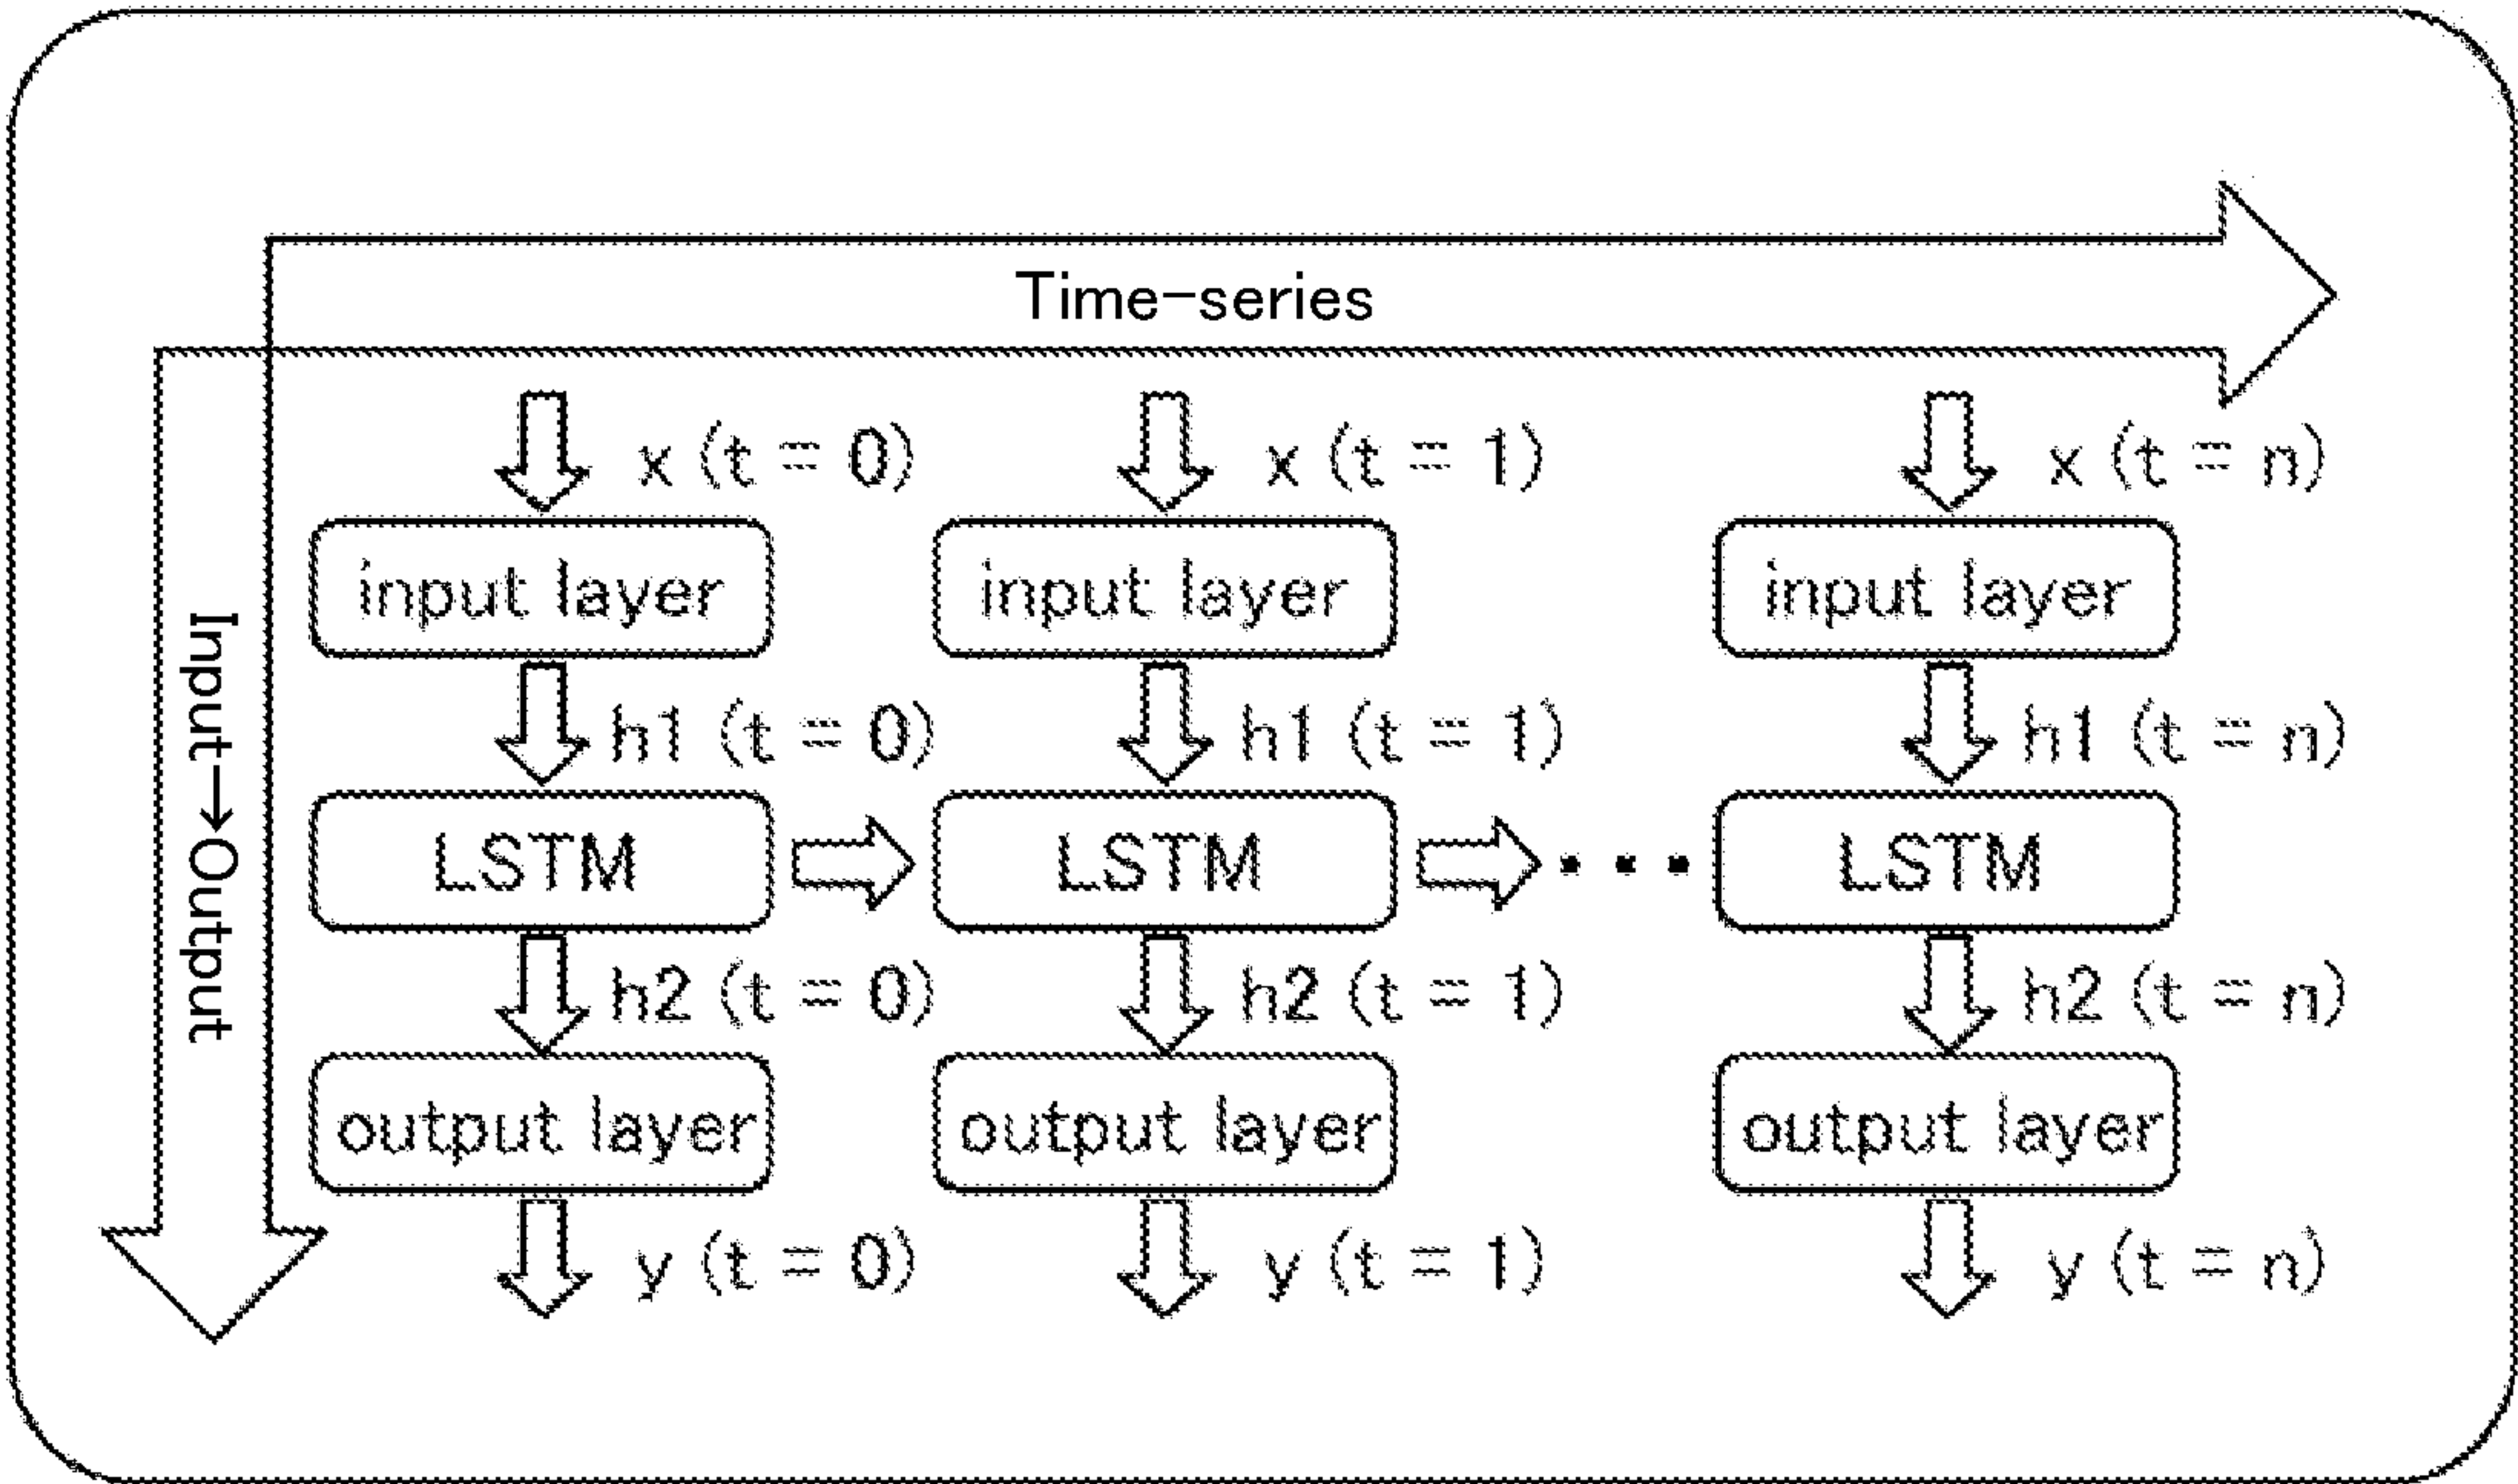 Time-series
Input→Output
x (t = 0) x (t = 1) x (t = n)
input layer input layer input layer
h1 (t = 0) h1 (t = 1) h1 (t = n)
LSTM LSTM ・・・ LSTM
h2 (t = 0) h2 (t = 1) h2 (t = n)
output layer output layer output layer
y (t = 0) y (t = 1) y (t = n)